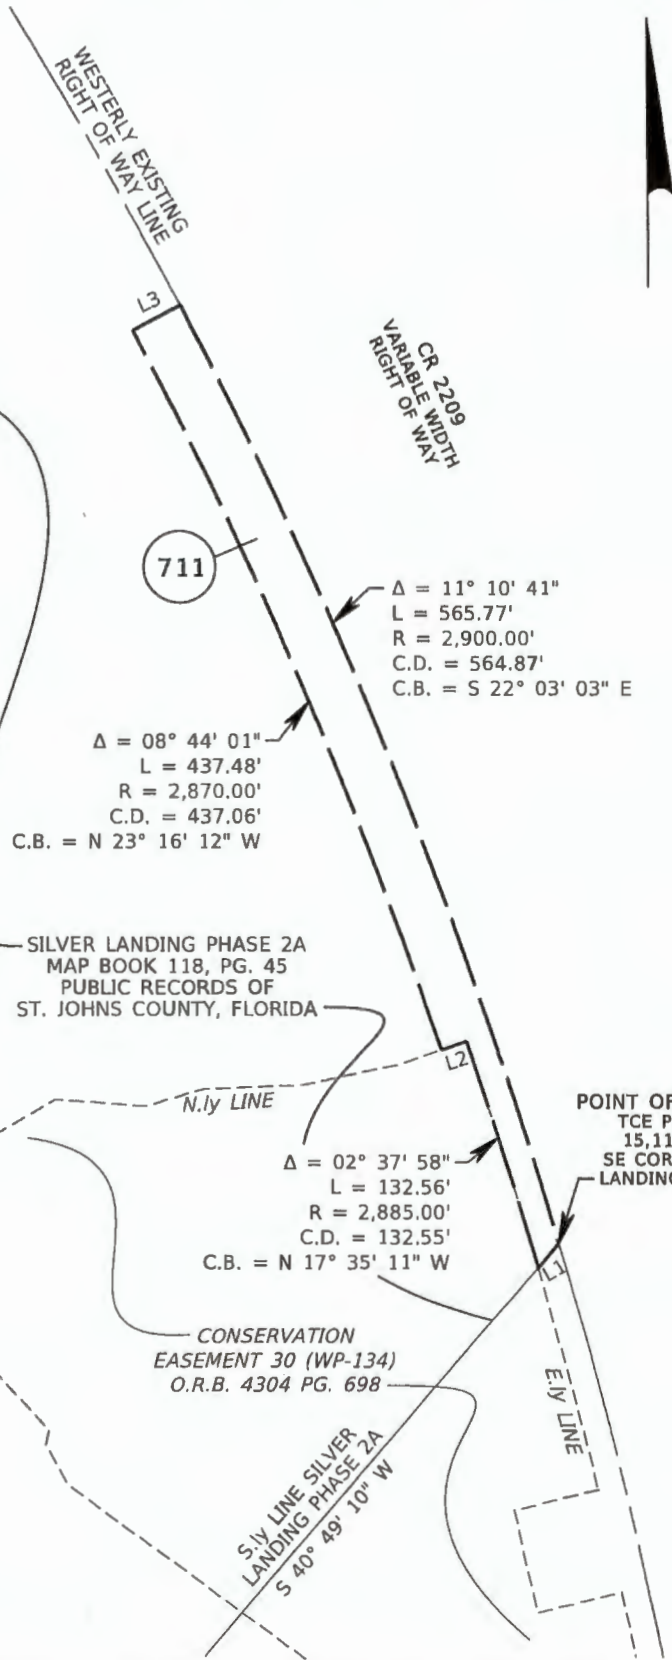 WESTERLY EXISTING
RIGHT OF WAY LINE
L3
CR 2209
VARIABLE WIDTH
RIGHT OF WAY
711
Δ = 11° 10' 41"
L = 565.77'
R = 2,900.00'
C.D. = 564.87'
C.B. = S 22° 03' 03" E
Δ = 08° 44' 01"
L = 437.48'
R = 2,870.00'
C.D. = 437.06'
C.B. = N 23° 16' 12" W
SILVER LANDING PHASE 2A
MAP BOOK 118, PG. 45
PUBLIC RECORDS OF
ST. JOHNS COUNTY, FLORIDA
L2
N.ly LINE
POINT OF
TCE P
15,11
SE COR
LANDING
Δ = 02° 37' 58"
L = 132.56'
R = 2,885.00'
C.D. = 132.55'
C.B. = N 17° 35' 11" W
L1
CONSERVATION
EASEMENT 30 (WP-134)
O.R.B. 4304 PG. 698
E.ly LINE
S.ly LINE SILVER
LANDING PHASE 2A
S 40° 49' 10" W